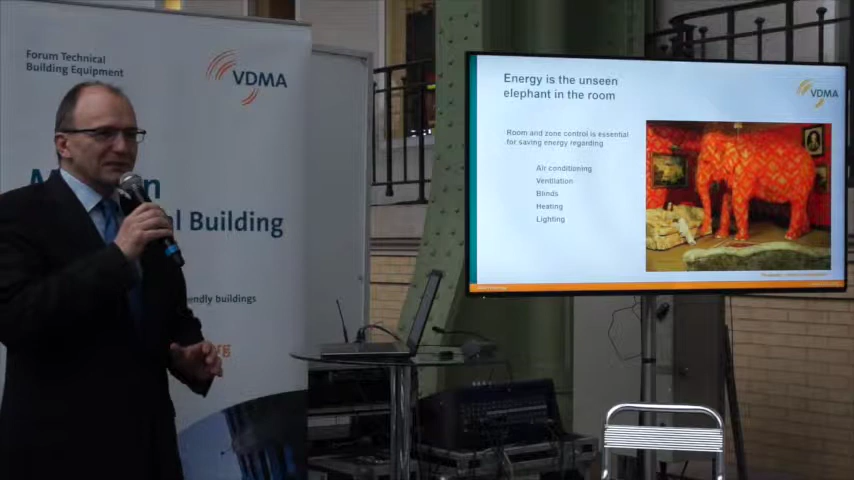 Forum Technical
Building Equipment
VDMA
l Building
endly buildings
rg
Energy is the unseen
elephant in the room
VDMA
Room and zone control is essential
for saving energy regarding
Air conditioning
Ventilation
Blinds
Heating
Lighting